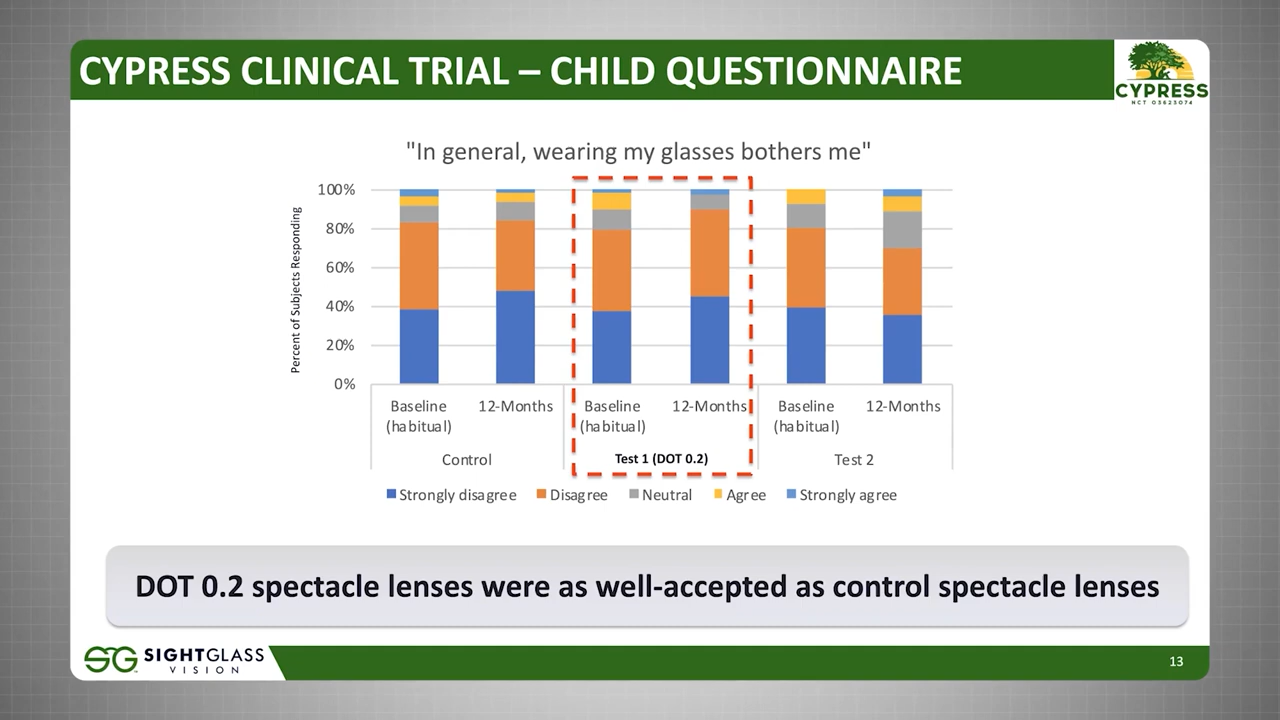 CYPRESS CLINICAL TRIAL – CHILD QUESTIONNAIRE
CYPRESS
NCT 03623074
"In general, wearing my glasses bothers me"
Percent of Subjects Responding
100%
80%
60%
40%
20%
0%
Baseline (habitual)
12-Months
Baseline (habitual)
12-Months
Baseline (habitual)
12-Months
Control
Test 1 (DOT 0.2)
Test 2
Strongly disagree
Disagree
Neutral
Agree
Strongly agree
DOT 0.2 spectacle lenses were as well-accepted as control spectacle lenses
SG
SIGHTGLASS
VISION
13